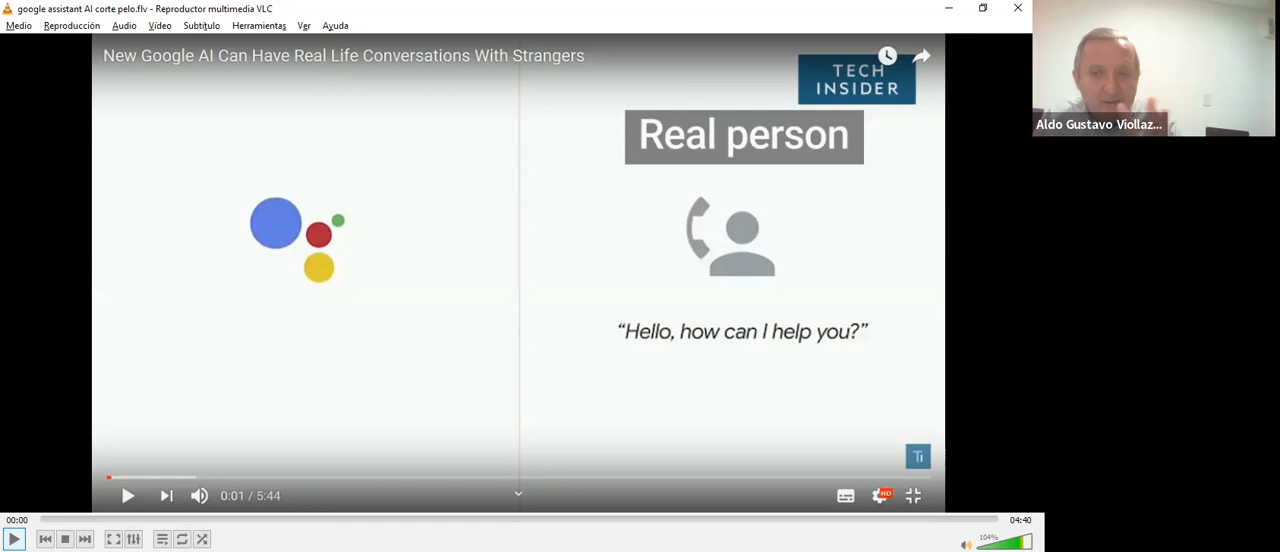 google assistant AI corte pelo.flv - Reproductor multimedia VLC
Medio Reproducción Audio Vídeo Subtítulo Herramientas Ver Ayuda
New Google AI Can Have Real Life Conversations With Strangers
TECH
INSIDER
Real person
Aldo Gustavo Viollaz...
“Hello, how can I help you?”
Ti
0:01 / 5:44
HD
00:00
04:40
104%